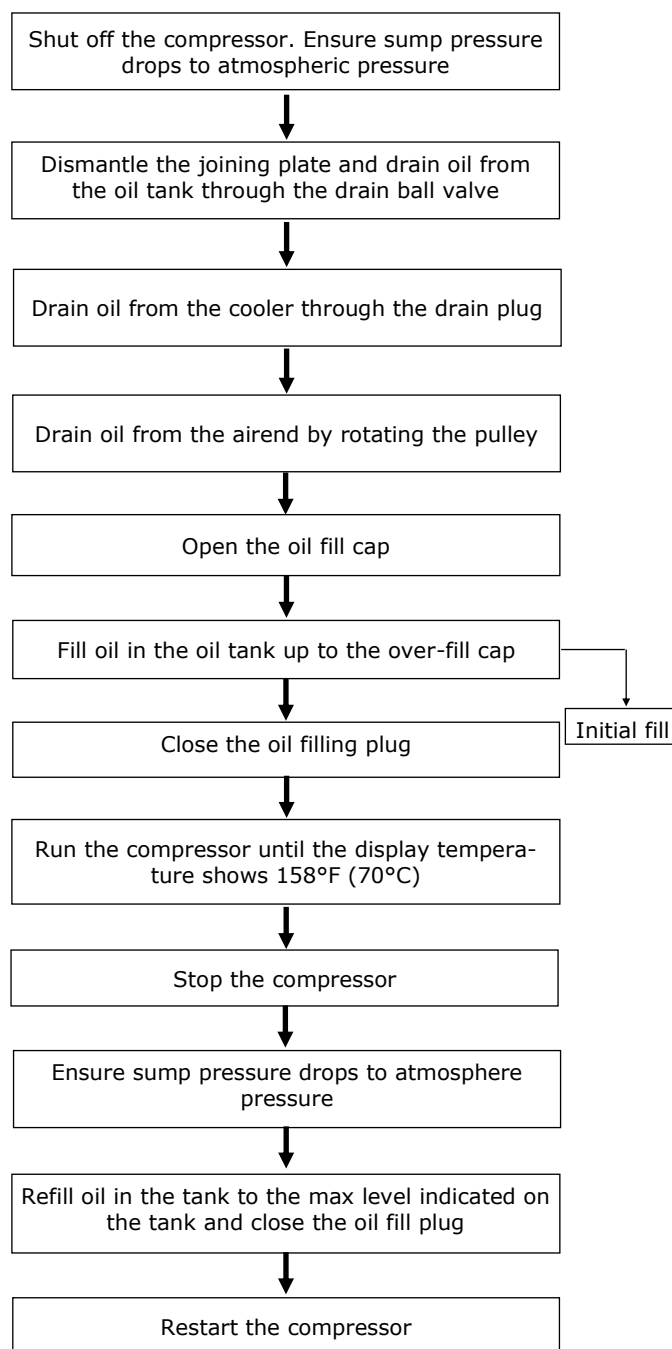 Shut off the compressor. Ensure sump pressure
drops to atmospheric pressure
Dismantle the joining plate and drain oil from
the oil tank through the drain ball valve
Drain oil from the cooler through the drain plug
Drain oil from the airend by rotating the pulley
Open the oil fill cap
Fill oil in the oil tank up to the over-fill cap
Initial fill
Close the oil filling plug
Run the compressor until the display tempera-
ture shows 158°F (70°C)
Stop the compressor
Ensure sump pressure drops to atmosphere
pressure
Refill oil in the tank to the max level indicated on
the tank and close the oil fill plug
Restart the compressor